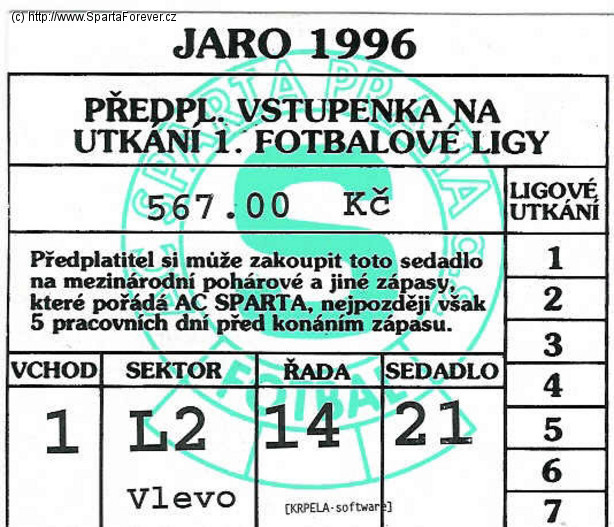 (c) http://www.SpartaForever.cz
JARO 1996
PŘEDPL. VSTUPENKA NA
UTKÁNÍ 1. FOTBALOVÉ LIGY
567.00 Kč
LIGOVÉ
UTKÁNÍ
Předplatitel si může zakoupit toto sedadlo
na mezinárodní pohárové a jiné zápasy,
které pořádá AC SPARTA, nejpozději však
5 pracovních dní před konáním zápasu.
VCHOD SEKTOR ŘADA SEDADLO
1 L2 14 21
Vlevo
[KRPELA-software]
1
2
3
4
5
6
7
SPARTA PRAHA
FOTBAL
S